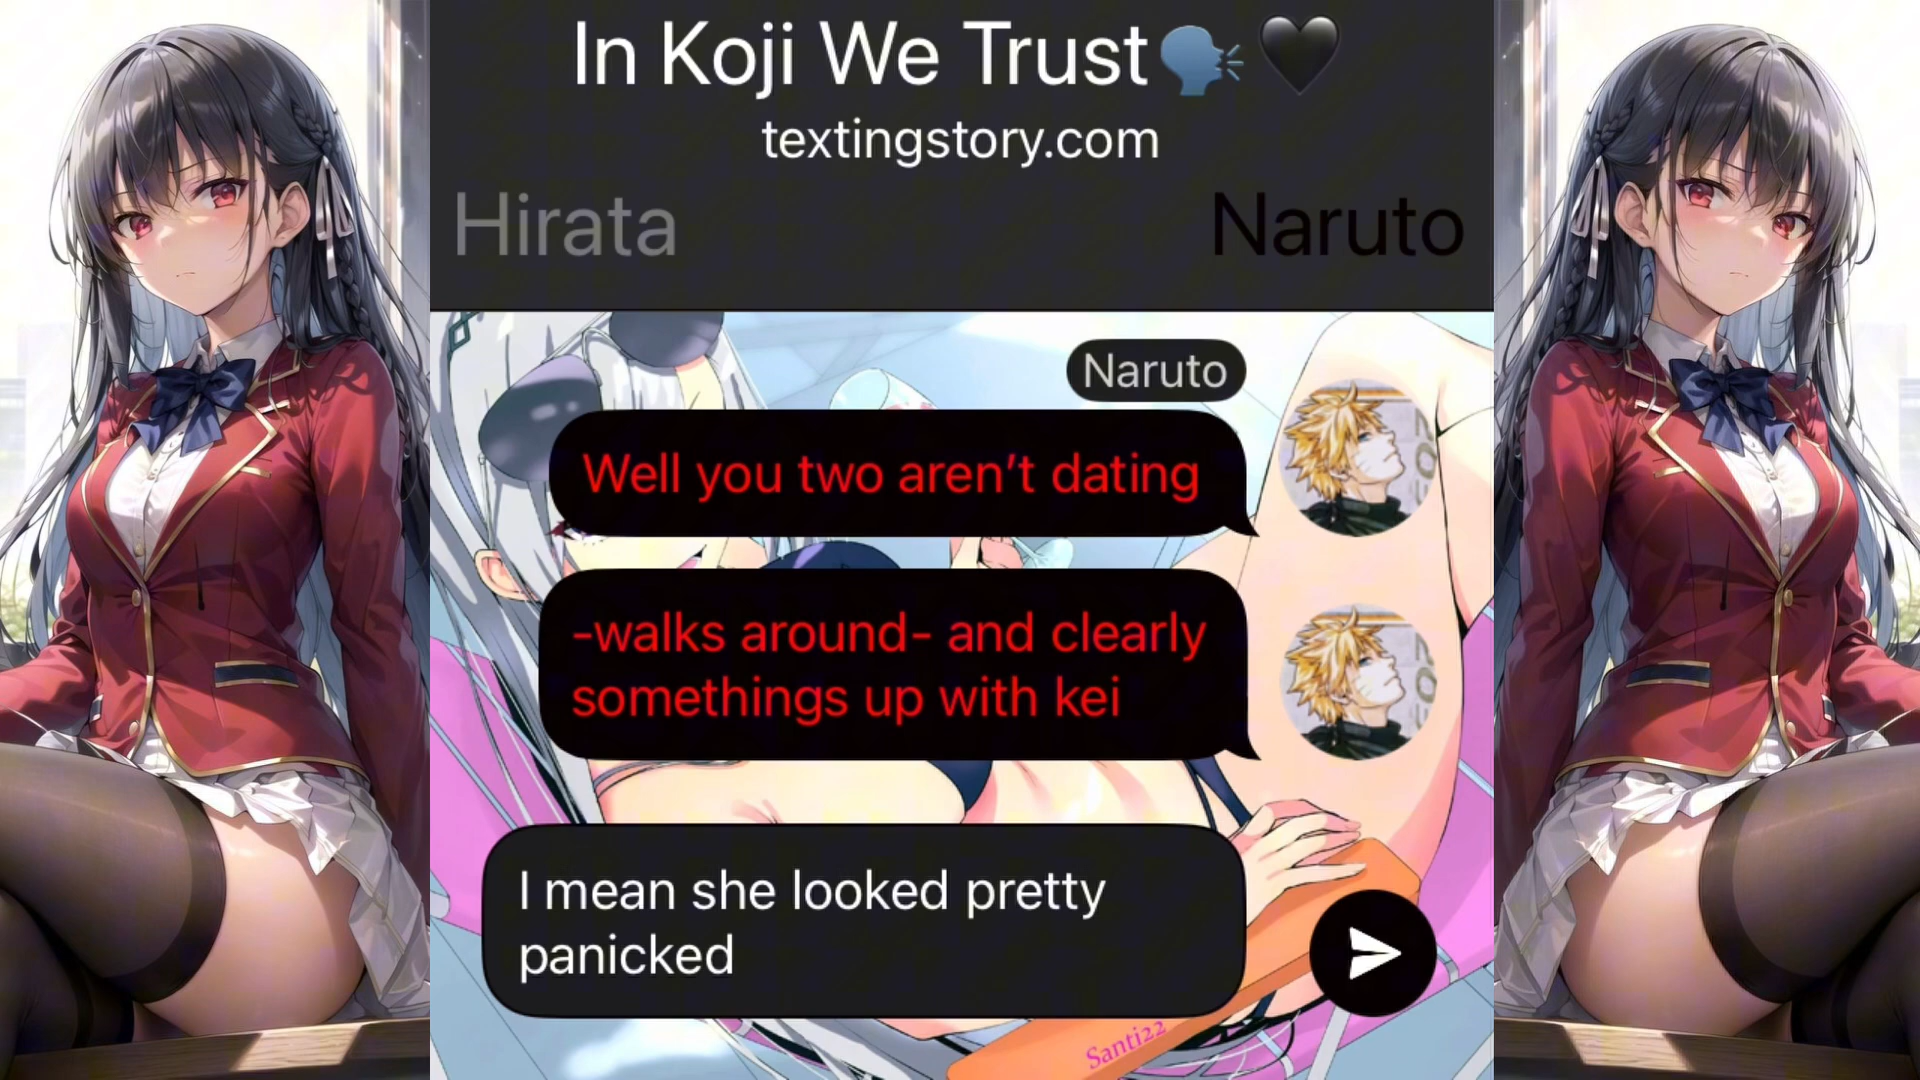 In Koji We Trust🗣️🖤
textingstory.com
Hirata
Naruto
Naruto
Well you two aren’t dating
-walks around- and clearly
somethings up with kei
I mean she looked pretty
panicked
Santi22